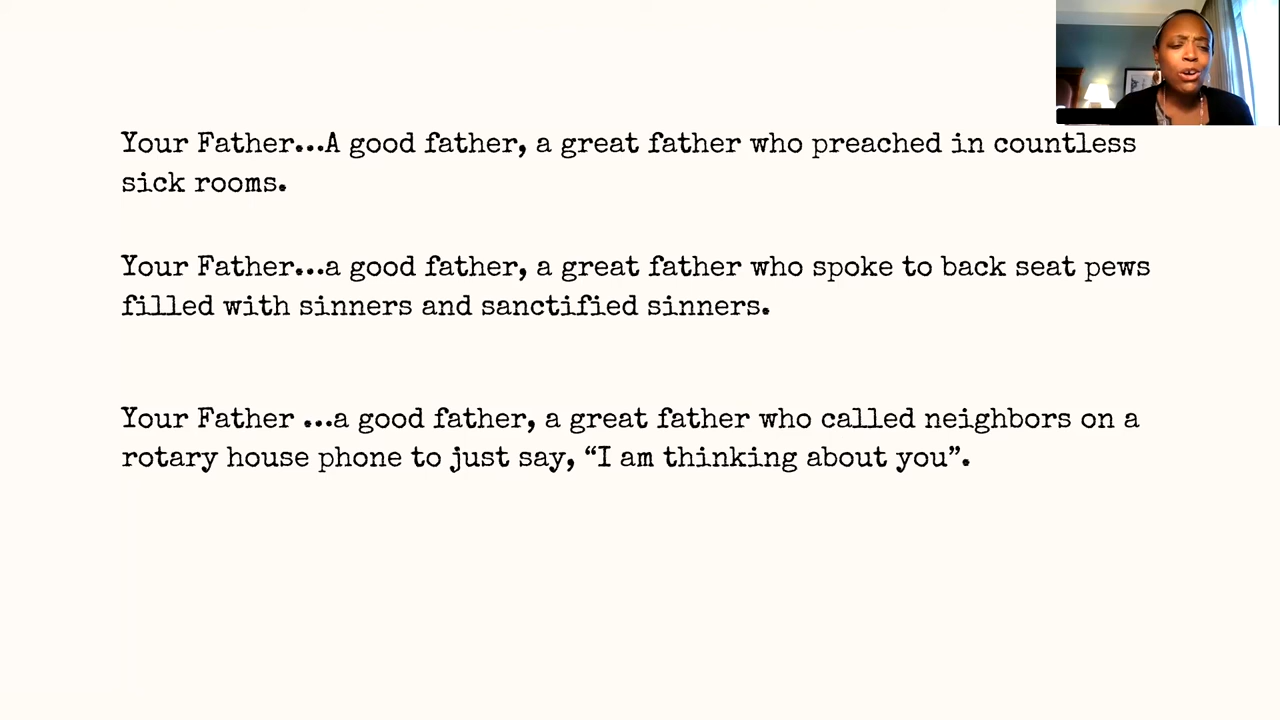 Your Father...A good father, a great father who preached in countless
sick rooms.
Your Father...a good father, a great father who spoke to back seat pews
filled with sinners and sanctified sinners.
Your Father ...a good father, a great father who called neighbors on a
rotary house phone to just say, “I am thinking about you”.